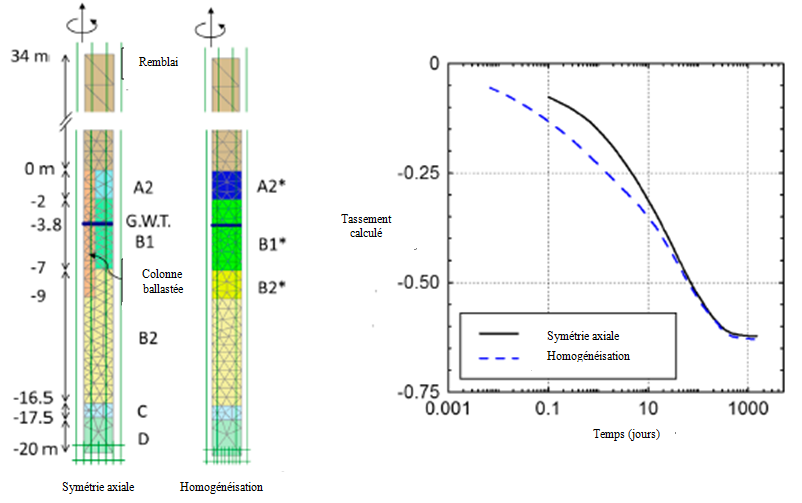 34 m
Remblai
0 m
-2
-3.8
-7
-9
-16.5
-17.5
-20 m
A2
G.W.T.
B1
Colonne
ballastée
B2
C
D
A2*
B1*
B2*
Symétrie axiale
Homogénéisation
Tassement
calculé
0
-0.25
-0.50
-0.75
Symétrie axiale
Homogénéisation
0.001
0.1
10
1000
Temps (jours)